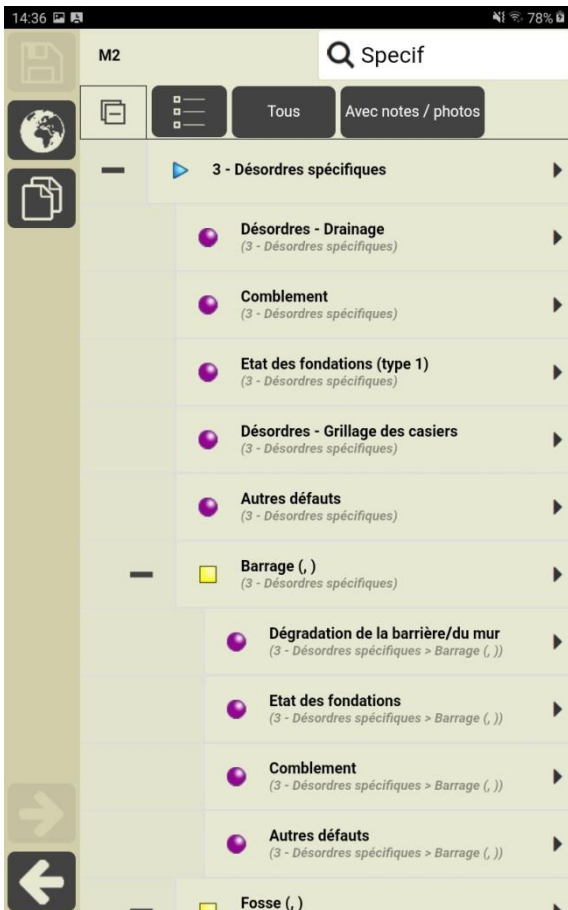 14:36 78%
M2 Specif
Tous Avec notes / photos
3 - Désordres spécifiques
Désordres - Drainage
(3 - Désordres spécifiques)
Comblement
(3 - Désordres spécifiques)
Etat des fondations (type 1)
(3 - Désordres spécifiques)
Désordres - Grillage des casiers
(3 - Désordres spécifiques)
Autres défauts
(3 - Désordres spécifiques)
Barrage (, )
(3 - Désordres spécifiques)
Dégradation de la barrière/du mur
(3 - Désordres spécifiques > Barrage (, ))
Etat des fondations
(3 - Désordres spécifiques > Barrage (, ))
Comblement
(3 - Désordres spécifiques > Barrage (, ))
Autres défauts
(3 - Désordres spécifiques > Barrage (, ))
Fosse (, )